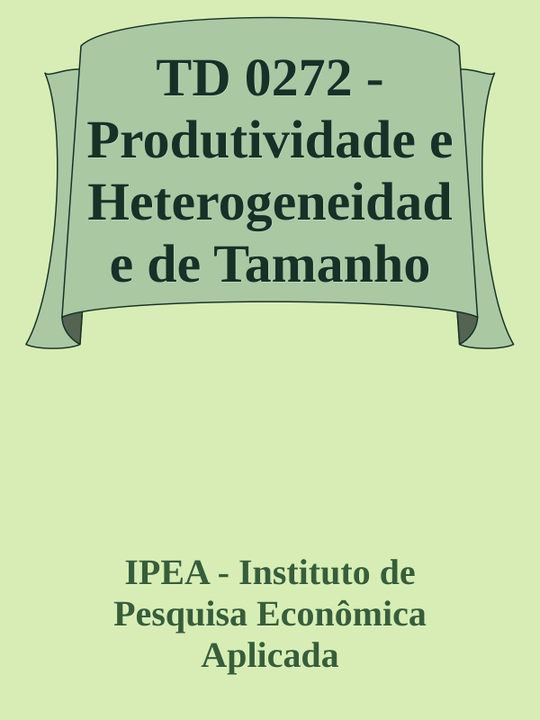 TD 0272 -
Produtividade e
Heterogeneidad
e de Tamanho
IPEA - Instituto de
Pesquisa Econômica
Aplicada